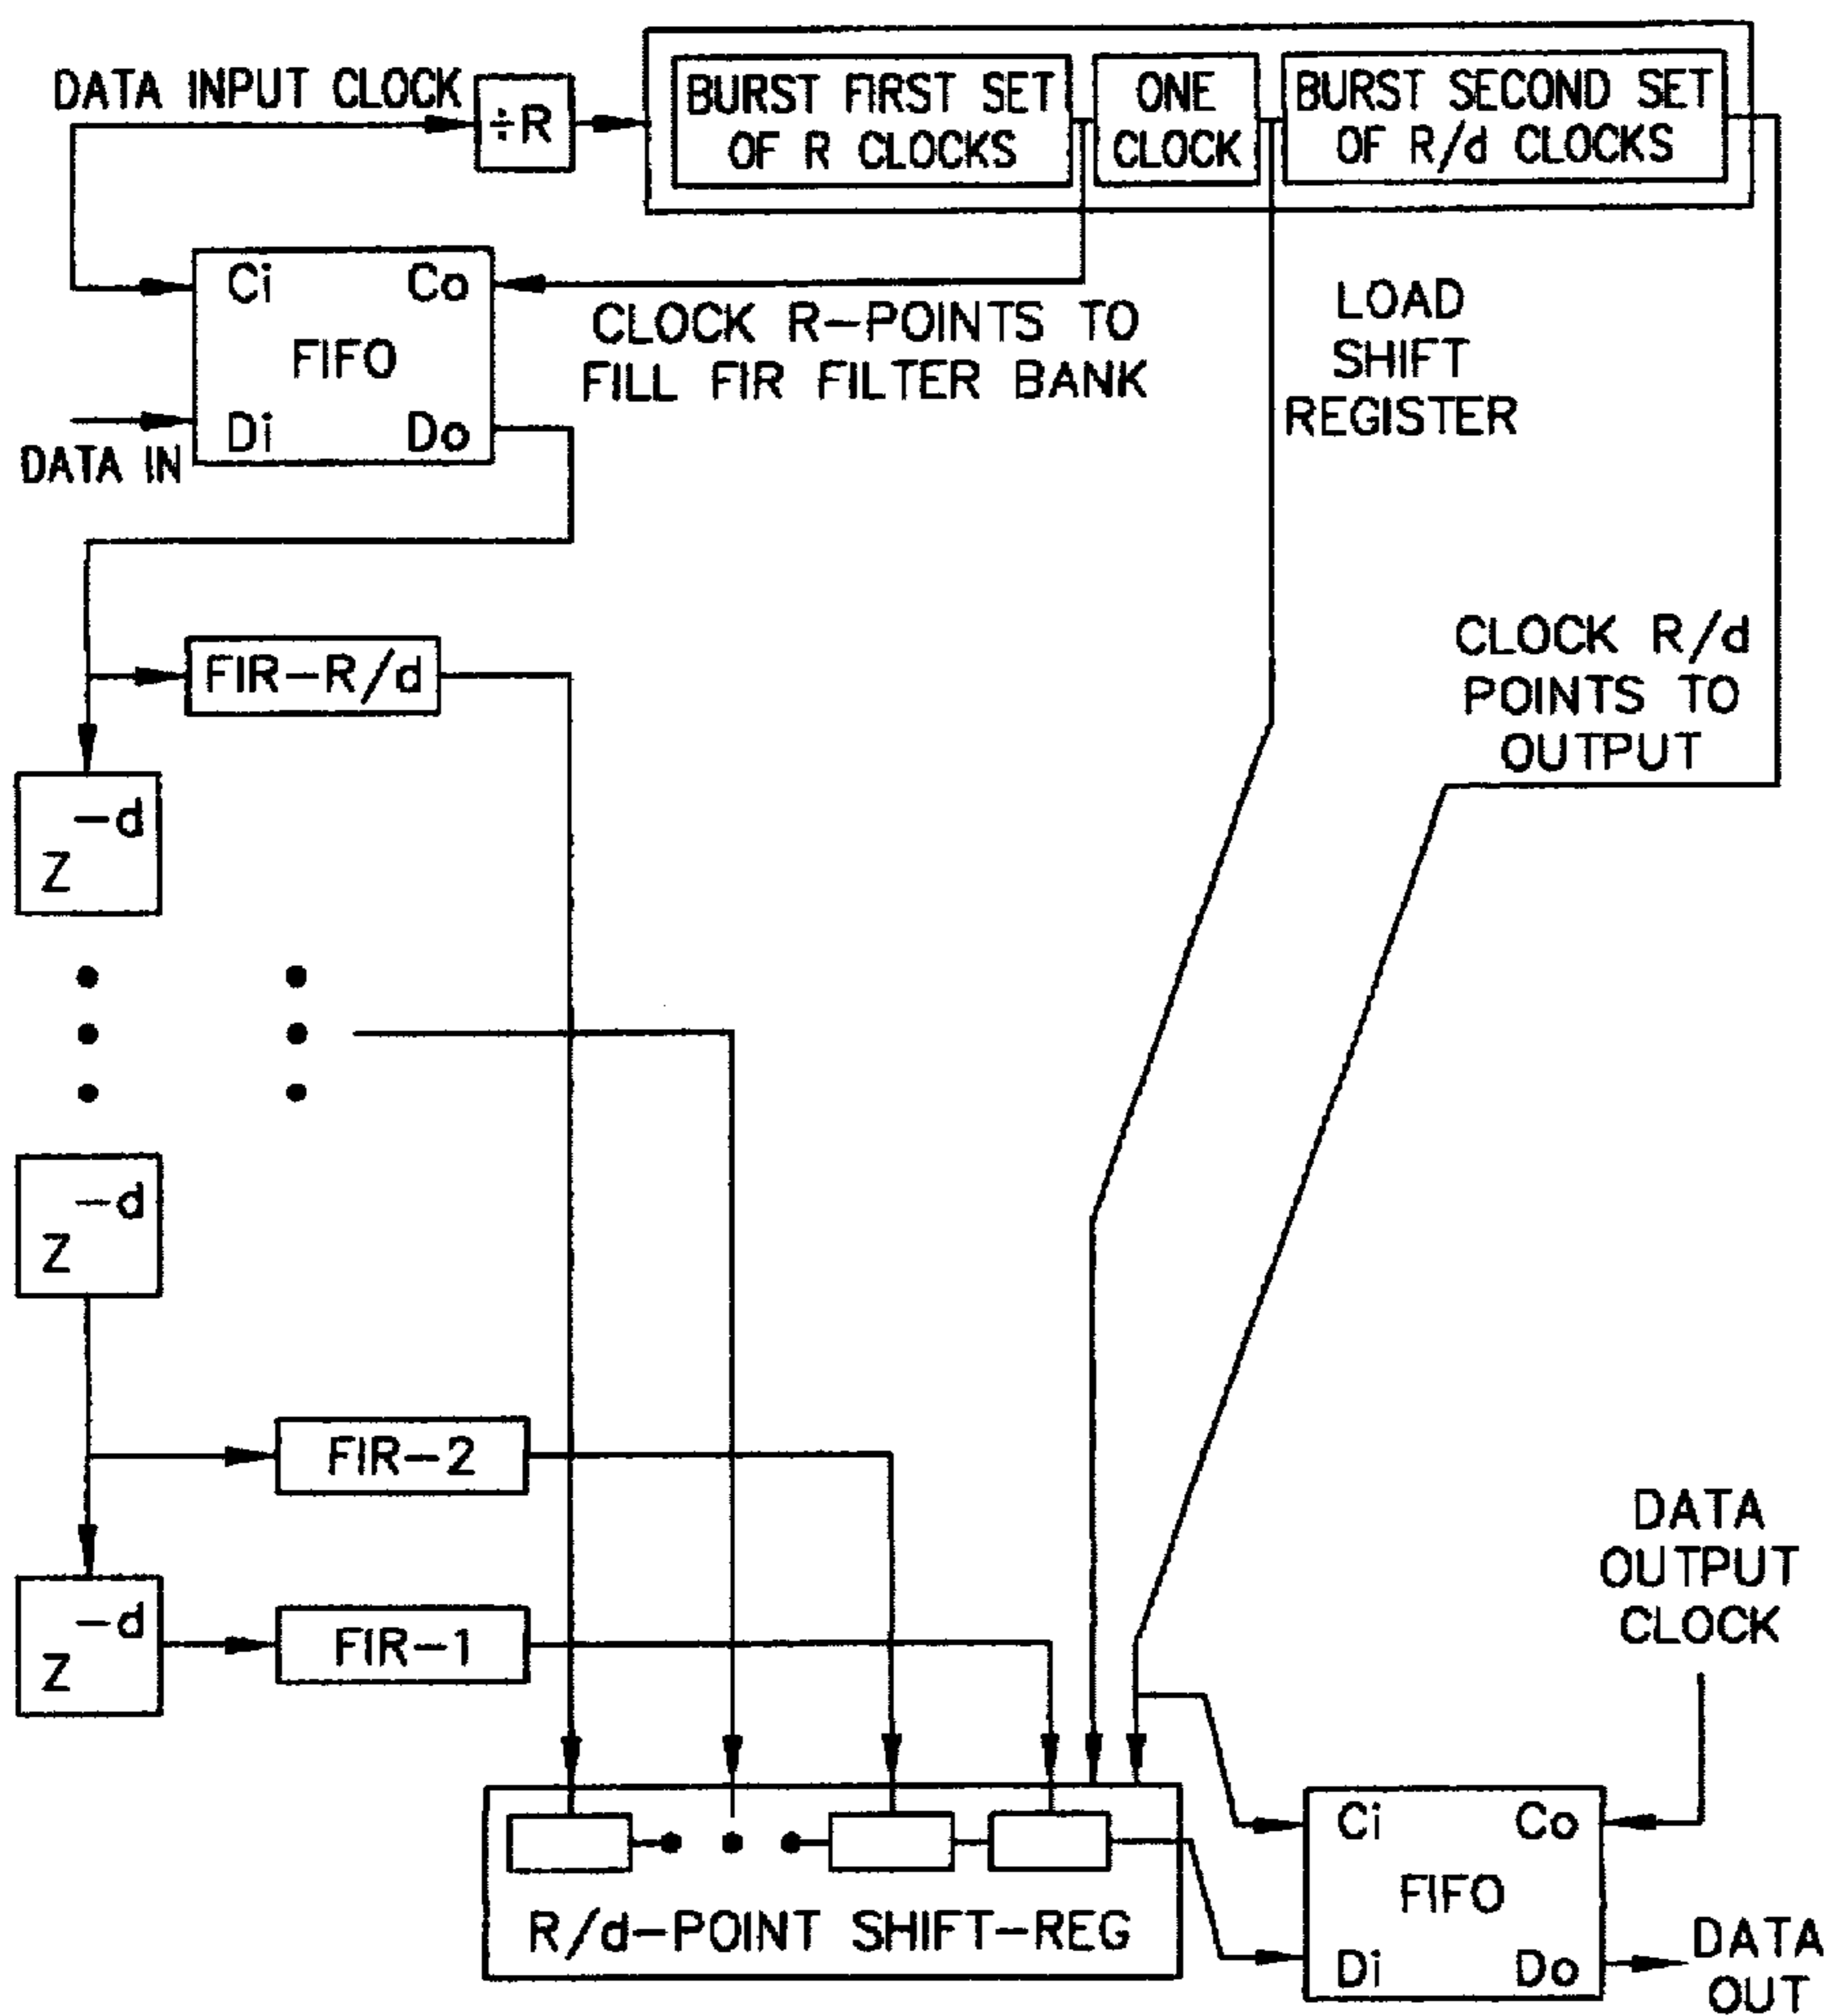 DATA INPUT CLOCK
÷R
BURST FIRST SET
OF R CLOCKS
ONE
CLOCK
BURST SECOND SET
OF R/d CLOCKS
Ci
Co
FIFO
Di
Do
DATA IN
CLOCK R-POINTS TO
FILL FIR FILTER BANK
LOAD
SHIFT
REGISTER
CLOCK R/d
POINTS TO
OUTPUT
FIR-R/d
Z-d
Z-d
FIR-2
Z-d
FIR-1
R/d-POINT SHIFT-REG
DATA
OUTPUT
CLOCK
Ci
Co
FIFO
Di
Do
DATA
OUT